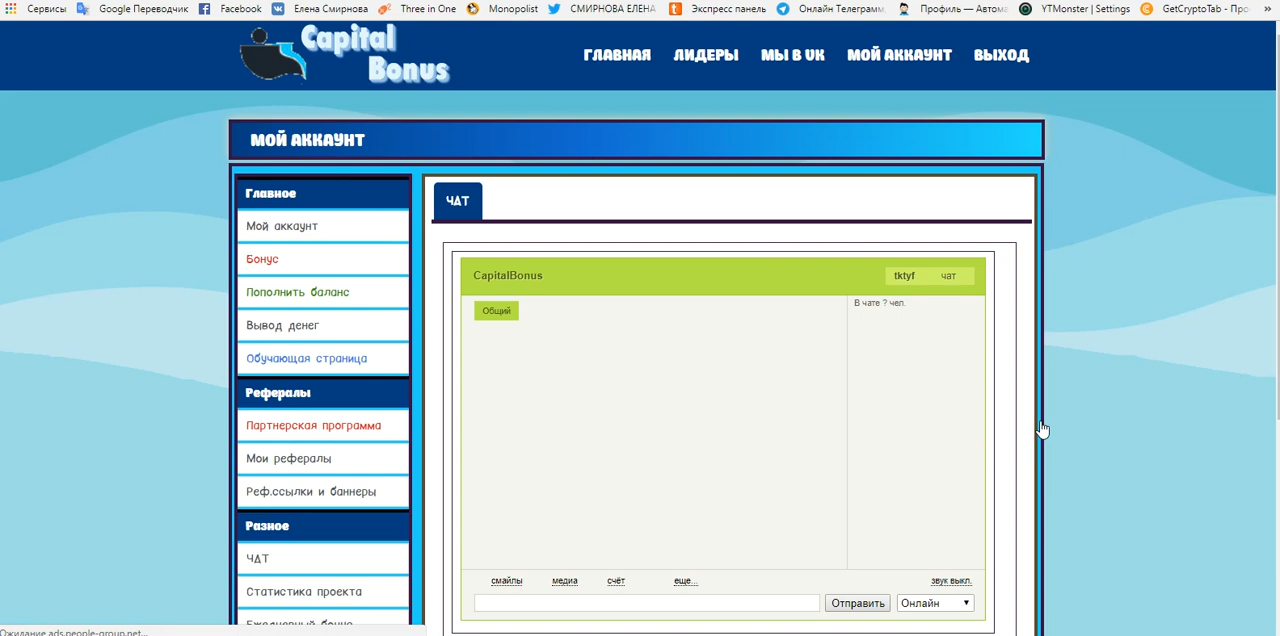 Сервисы Google Переводчик Facebook Елена Смирнова Three in One Monopolist СМИРНОВА ЕЛЕНА Экспресс панель Онлайн Телеграмм, Профиль — Автома YTMonster | Settings GetCryptoTab - Про »
Capital
Bonus
ГЛАВНАЯ ЛИДЕРЫ МЫ В VK МОЙ АККАУНТ ВЫХОД
МОЙ АККАУНТ
Главное
Мой аккаунт
Бонус
Пополнить баланс
Вывод денег
Обучающая страница
Рефералы
Партнерская программа
Мои рефералы
Реф.ссылки и баннеры
Разное
ЧАТ
Статистика проекта
Ежедневный бонус
ЧАТ
CapitalBonus
tktyf чат
Общий
В чате ? чел.
смайлы медиа счёт еще... звук выкл.
Отправить Онлайн
Ожидание ads.people-group.net...